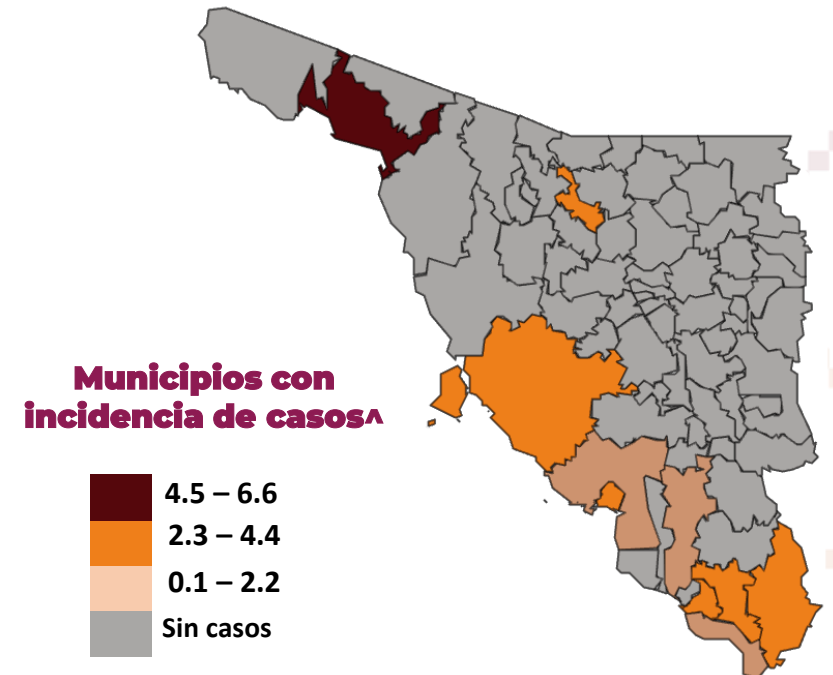 Municipios con
incidencia de casos^
4.5 – 6.6
2.3 – 4.4
0.1 – 2.2
Sin casos